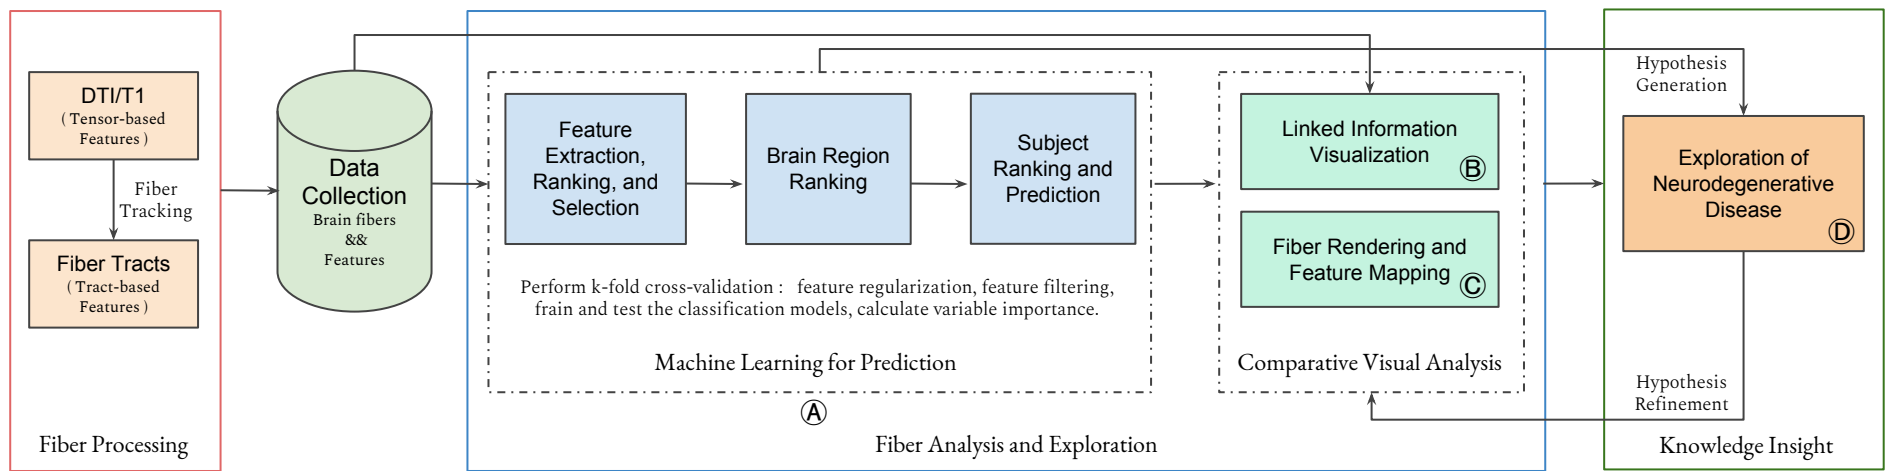 DTI/T1
( Tensor-based
Features )
Fiber
Tracking
Fiber Tracts
( Tract-based
Features )
Fiber Processing
Data
Collection
Brain fibers
&&
Features
Feature
Extraction,
Ranking, and
Selection
Brain Region
Ranking
Subject
Ranking and
Prediction
Perform k-fold cross-validation : feature regularization, feature filtering,
frain and test the classification models, calculate variable importance.
Machine Learning for Prediction
Ⓐ
Linked Information
Visualization
Ⓑ
Fiber Rendering and
Feature Mapping
Ⓒ
Comparative Visual Analysis
Fiber Analysis and Exploration
Hypothesis
Generation
Exploration of
Neurodegenerative
Disease
Ⓓ
Hypothesis
Refinement
Knowledge Insight